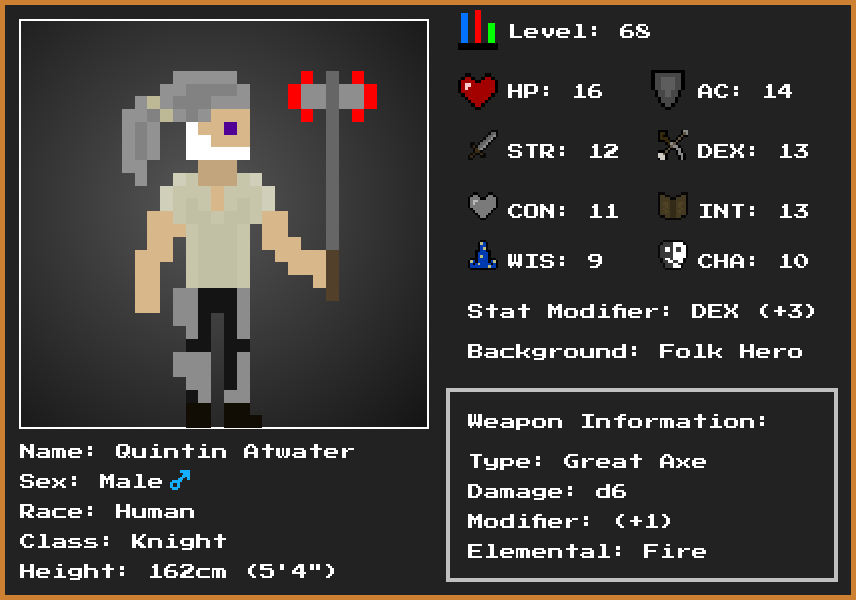 Level: 68
HP: 16
AC: 14
STR: 12
DEX: 13
CON: 11
INT: 13
WIS: 9
CHA: 10
Stat Modifier: DEX (+3)
Background: Folk Hero
Weapon Information:
Type: Great Axe
Damage: d6
Modifier: (+1)
Elemental: Fire
Name: Quintin Atwater
Sex: Male♂
Race: Human
Class: Knight
Height: 162cm (5'4")